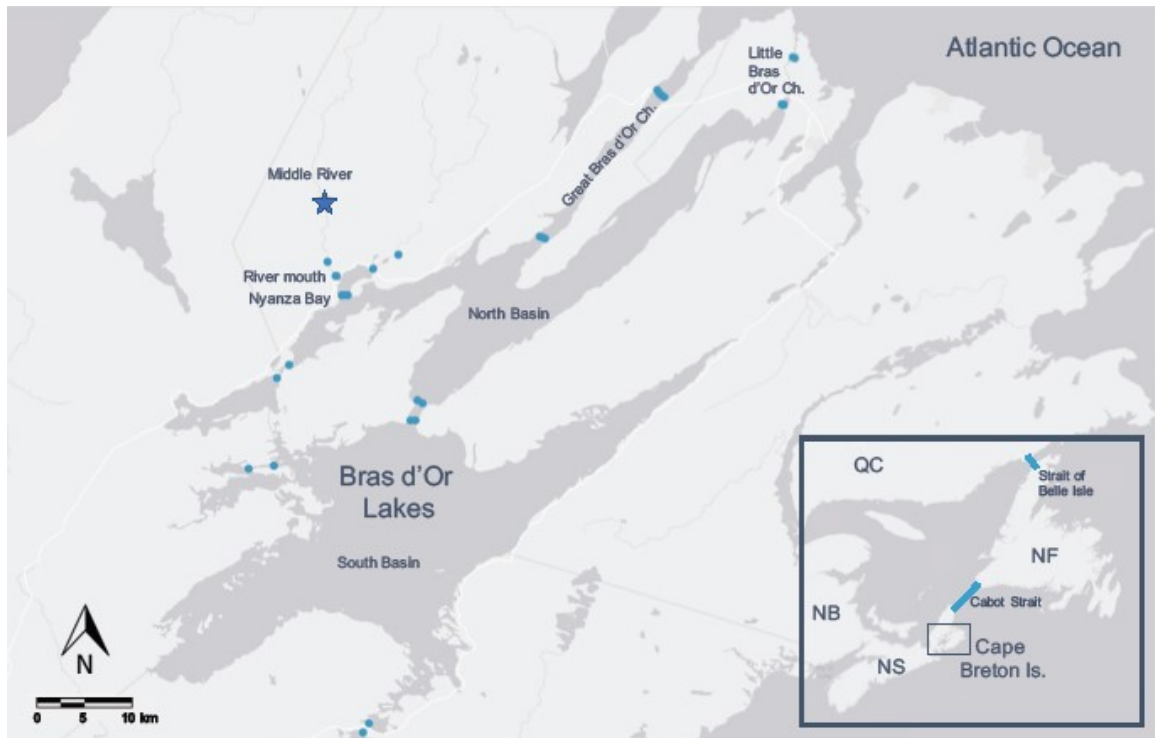 Atlantic Ocean
Little
Bras
d'Or Ch.
Great Bras d'Or Ch.
Middle River
River mouth
Nyanza Bay
North Basin
Bras d'Or
Lakes
South Basin
N
0 5 10 km
QC
Strait of
Belle Isle
NF
Cabot Strait
NB
NS
Cape
Breton Is.